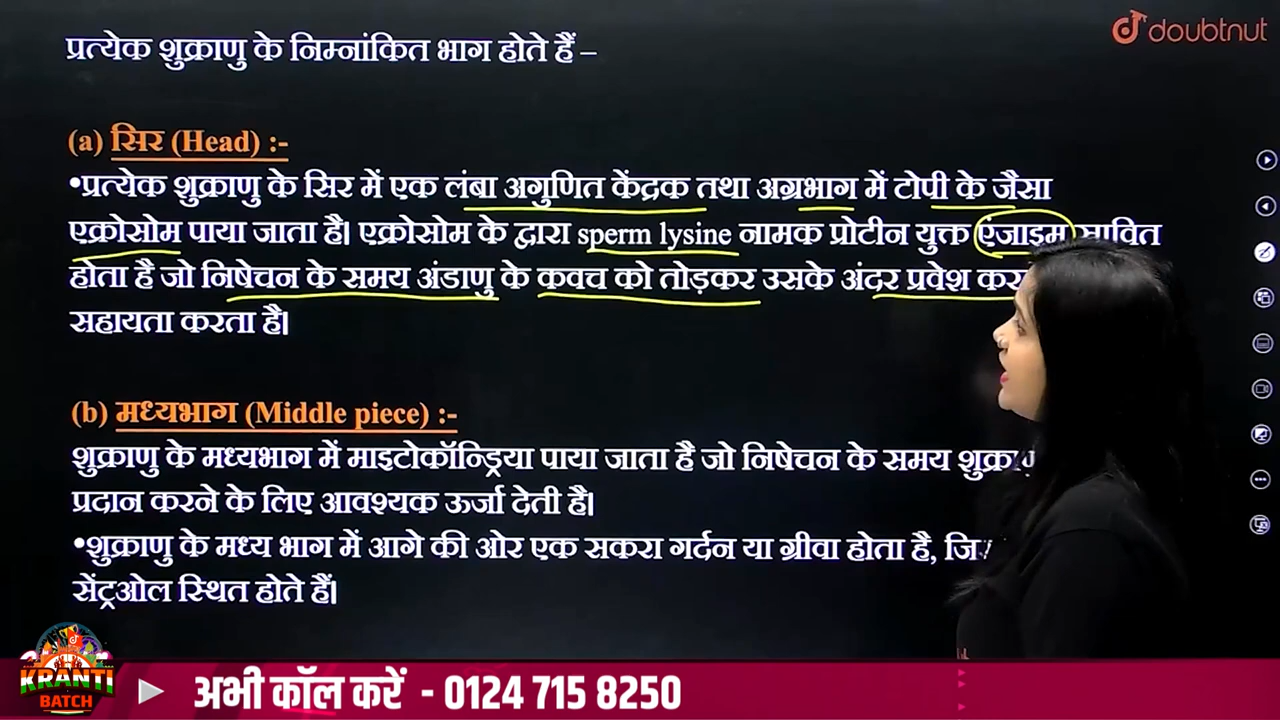 doubtnut
प्रत्येक शुक्राणु के निम्नांकित भाग होते हैं –
(a) सिर (Head) :-
•प्रत्येक शुक्राणु के सिर में एक लंबा अगुणित केंद्रक तथा अग्रभाग में टोपी के जैसा
एक्रोसोम पाया जाता है। एक्रोसोम के द्वारा sperm lysine नामक प्रोटीन युक्त एंजाइम स्रावित
होता है जो निषेचन के समय अंडाणु के कवच को तोड़कर उसके अंदर प्रवेश
सहायता करता है।
(b) मध्यभाग (Middle piece) :-
शुक्राणु के मध्यभाग में माइटोकॉन्ड्रिया पाया जाता है जो निषेचन के समय
प्रदान करने के लिए आवश्यक ऊर्जा देती है।
•शुक्राणु के मध्य भाग में आगे की ओर एक सकरा गर्दन या ग्रीवा होता है,
सेंट्रओल स्थित होते हैं।
KRANTI
BATCH
अभी कॉल करें - 0124 715 8250